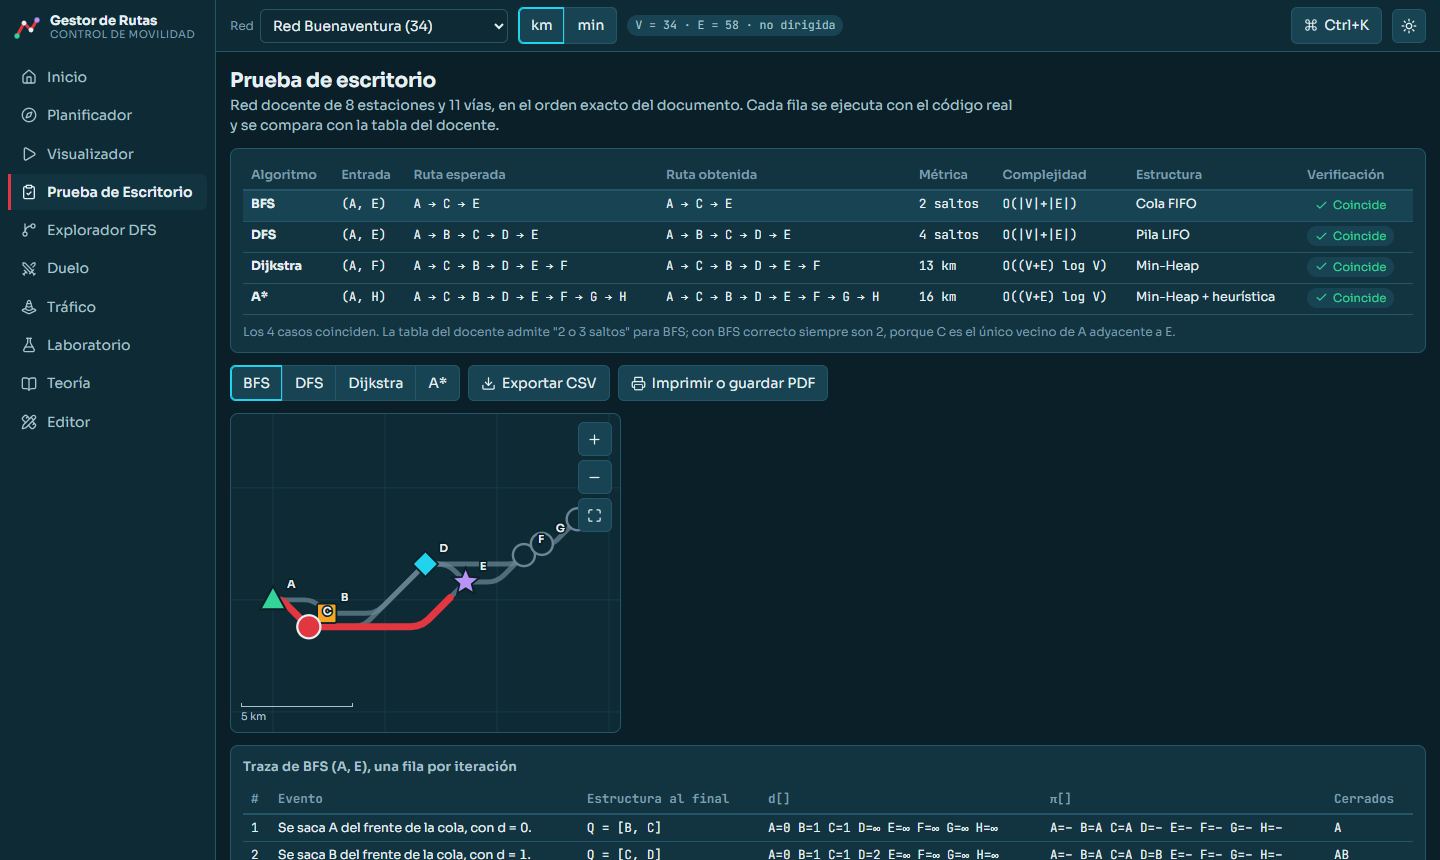 Gestor de Rutas
CONTROL DE MOVILIDAD
Inicio
Planificador
Visualizador
Prueba de Escritorio
Explorador DFS
Duelo
Tráfico
Laboratorio
Teoría
Editor
Red Red Buenaventura (34) km min V = 34 · E = 58 · no dirigida ⌘ Ctrl+K
Prueba de escritorio
Red docente de 8 estaciones y 11 vías, en el orden exacto del documento. Cada fila se ejecuta con el código real
y se compara con la tabla del docente.
Algoritmo Entrada Ruta esperada Ruta obtenida Métrica Complejidad Estructura Verificación
BFS (A, E) A → C → E A → C → E 2 saltos O(|V|+|E|) Cola FIFO ✓ Coincide
DFS (A, E) A → B → C → D → E A → B → C → D → E 4 saltos O(|V|+|E|) Pila LIFO ✓ Coincide
Dijkstra (A, F) A → C → B → D → E → F A → C → B → D → E → F 13 km O((V+E) log V) Min-Heap ✓ Coincide
A* (A, H) A → C → B → D → E → F → G → H A → C → B → D → E → F → G → H 16 km O((V+E) log V) Min-Heap + heurística ✓ Coincide
Los 4 casos coinciden. La tabla del docente admite "2 o 3 saltos" para BFS; con BFS correcto siempre son 2, porque C es el único vecino de A adyacente a E.
BFS DFS Dijkstra A* Exportar CSV Imprimir o guardar PDF
+
−
G
F
D
E
A
B
C
5 km
Traza de BFS (A, E), una fila por iteración
# Evento Estructura al final d[] π[] Cerrados
1 Se saca A del frente de la cola, con d = 0. Q = [B, C] A=0 B=1 C=1 D=∞ E=∞ F=∞ G=∞ H=∞ A=− B=A C=A D=− E=− F=− G=− H=− A
2 Se saca B del frente de la cola, con d = 1. Q = [C, D] A=0 B=1 C=1 D=2 E=∞ F=∞ G=∞ H=∞ A=− B=A C=A D=B E=− F=− G=− H=− AB